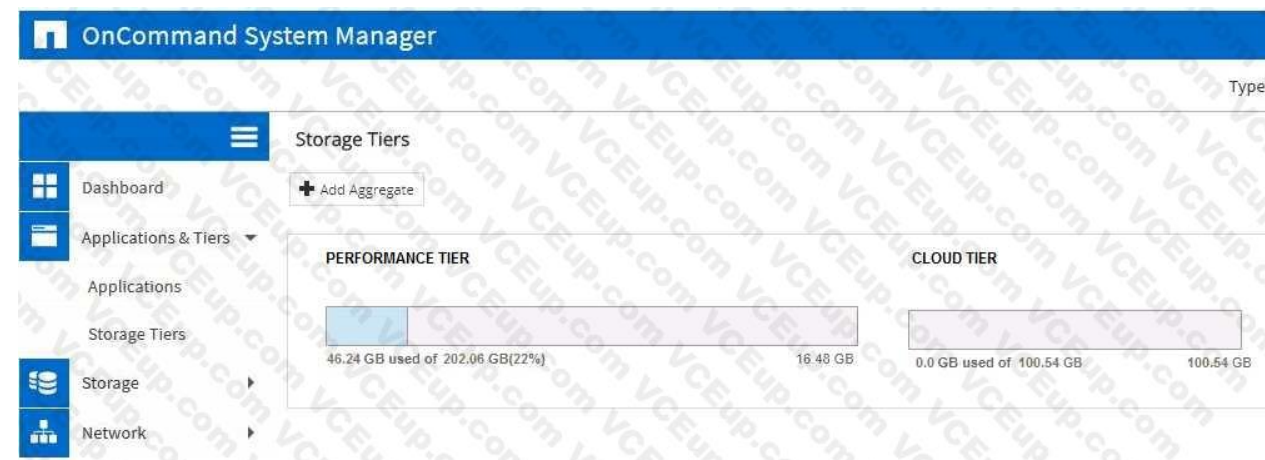 OnCommand System Manager
Type
Storage Tiers
Dashboard
Add Aggregate
Applications & Tiers
PERFORMANCE TIER
CLOUD TIER
Applications
Storage Tiers
46.24 GB used of 202.06 GB(22%)
16 48 GB
0.0 GB used of 100.54 GB
100.54 GB
Storage
Network
VCEup.com